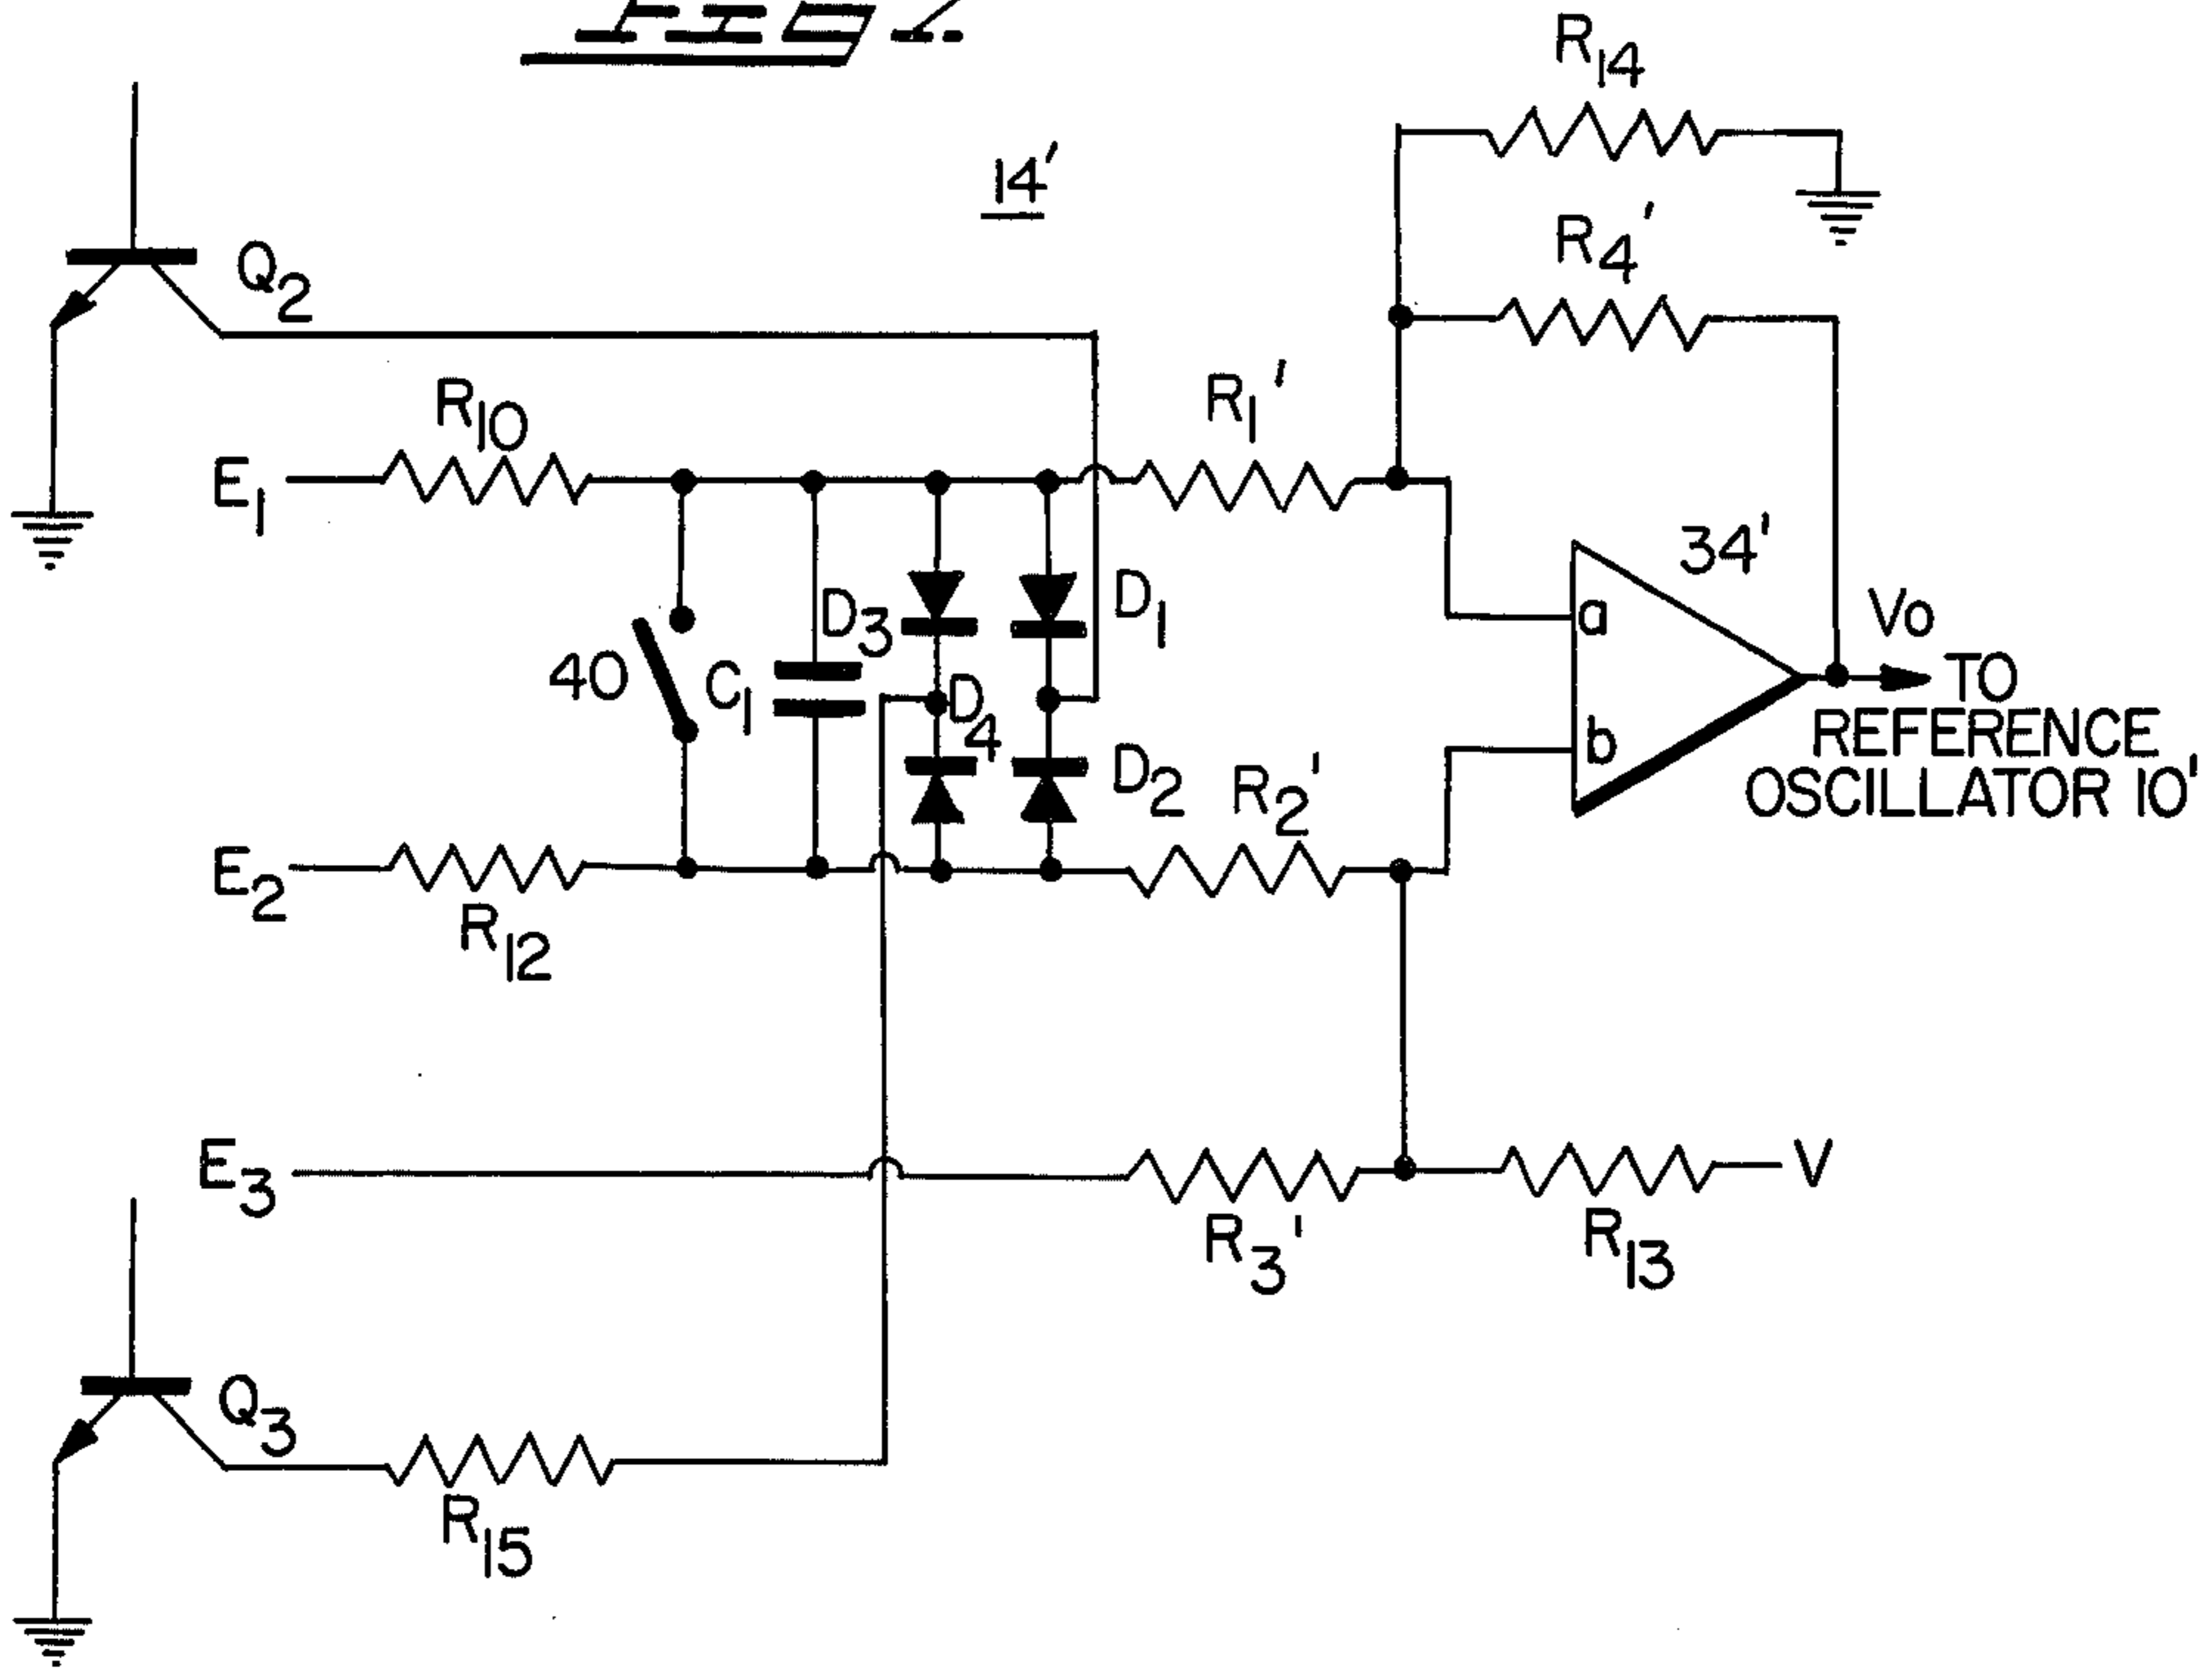 R14
14'
R4'
Q2
R10
R1'
E1
34'
D3
D1
a
Vo
40
C1
D4
TO
REFERENCE
b
D2
R2'
OSCILLATOR 10'
E2
R12
E3
V
R3'
R13
Q3
R15